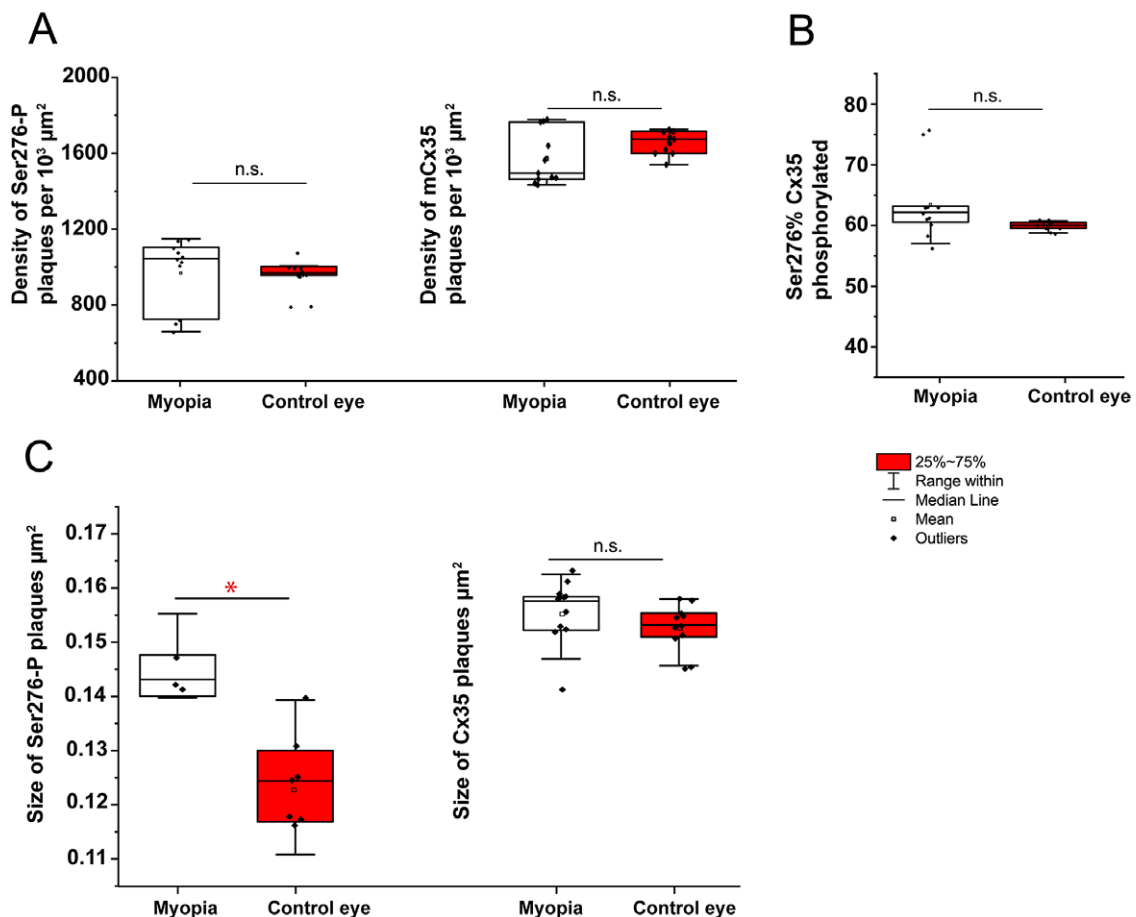 A
Density of Ser276-P
plaques per 10³ µm²
2000
1600
1200
800
400
n.s.
Myopia
Control eye
Density of mCx35
plaques per 10³ µm²
n.s.
Myopia
Control eye
B
Ser276% Cx35
phosphorylated
80
70
60
50
40
n.s.
Myopia
Control eye
25%~75%
Range within
Median Line
Mean
Outliers
C
Size of Ser276-P plaques µm²
0.17
0.16
0.15
0.14
0.13
0.12
0.11
*
Myopia
Control eye
Size of Cx35 plaques µm²
n.s.
Myopia
Control eye